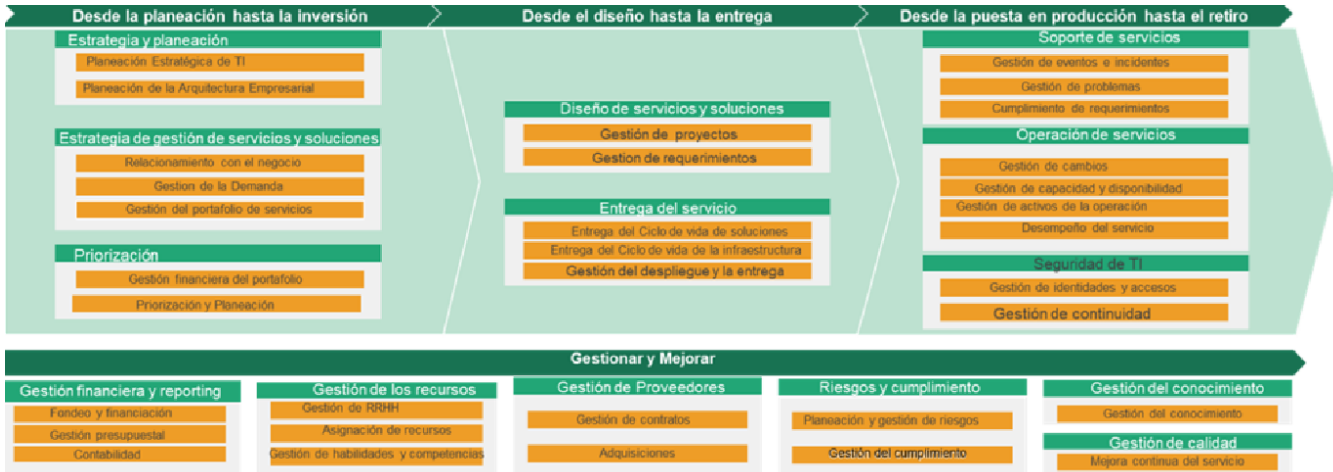 Desde la planeación hasta la inversión
Estrategia y planeación
Planeación Estratégica de TI
Planeación de la Arquitectura Empresarial
Estrategia de gestión de servicios y soluciones
Relacionamiento con el negocio
Gestion de la Demanda
Gestión del portafolio de servicios
Priorización
Gestión financiera del portafolio
Priorización y Planeación
Desde el diseño hasta la entrega
Diseño de servicios y soluciones
Gestión de proyectos
Gestion de requerimientos
Entrega del servicio
Entrega del Ciclo de vida de soluciones
Entrega del Ciclo de vida de la infraestructura
Gestión del despliegue y la entrega
Desde la puesta en producción hasta el retiro
Soporte de servicios
Gestión de eventos e incidentes
Gestión de problemas
Cumplimiento de requerimientos
Operación de servicios
Gestión de cambios
Gestión de capacidad y disponibilidad
Gestión de activos de la operación
Desempeño del servicio
Seguridad de TI
Gestión de identidades y accesos
Gestión de continuidad
Gestionar y Mejorar
Gestión financiera y reporting
Fondeo y financiación
Gestión presupuestal
Contabilidad
Gestión de los recursos
Gestión de RRHH
Asignación de recursos
Gestión de habilidades y competencias
Gestión de Proveedores
Gestión de contratos
Adquisiciones
Riesgos y cumplimiento
Planeación y gestión de riesgos
Gestión del cumplimiento
Gestión del conocimiento
Gestión del conocimiento
Gestión de calidad
Mejora continua del servicio